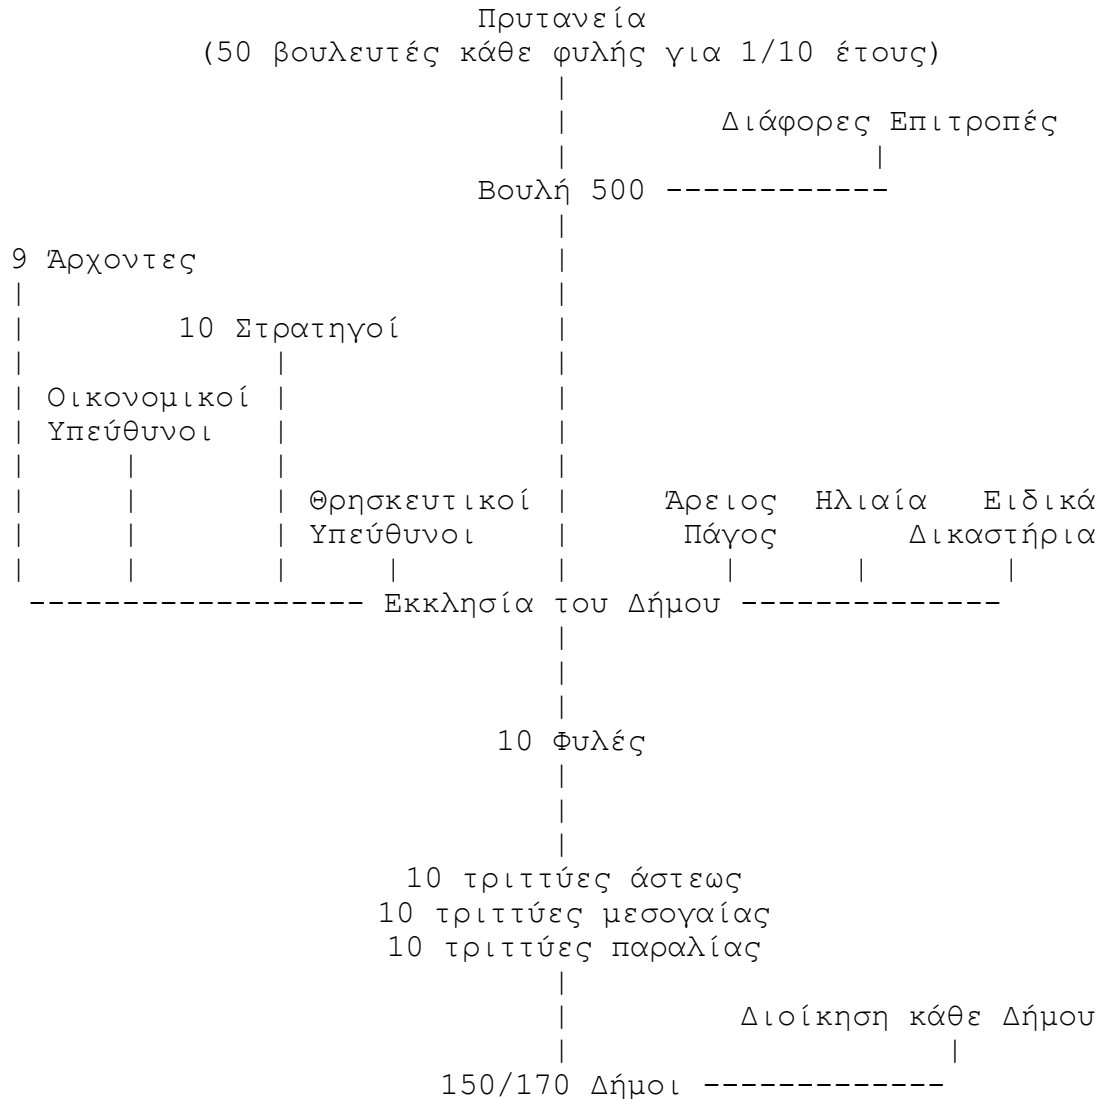 Πρυτανεία
(50 βουλευτές κάθε φυλής για 1/10 έτους)
Διάφορες Επιτροπές
Βουλή 500
9 Άρχοντες
10 Στρατηγοί
Οικονομικοί
Υπεύθυνοι
Θρησκευτικοί Άρειος Ηλιαία Ειδικά
Υπεύθυνοι Πάγος Δικαστήρια
Εκκλησία του Δήμου
10 Φυλές
10 τριττύες άστεως
10 τριττύες μεσογαίας
10 τριττύες παραλίας
Διοίκηση κάθε Δήμου
150/170 Δήμοι